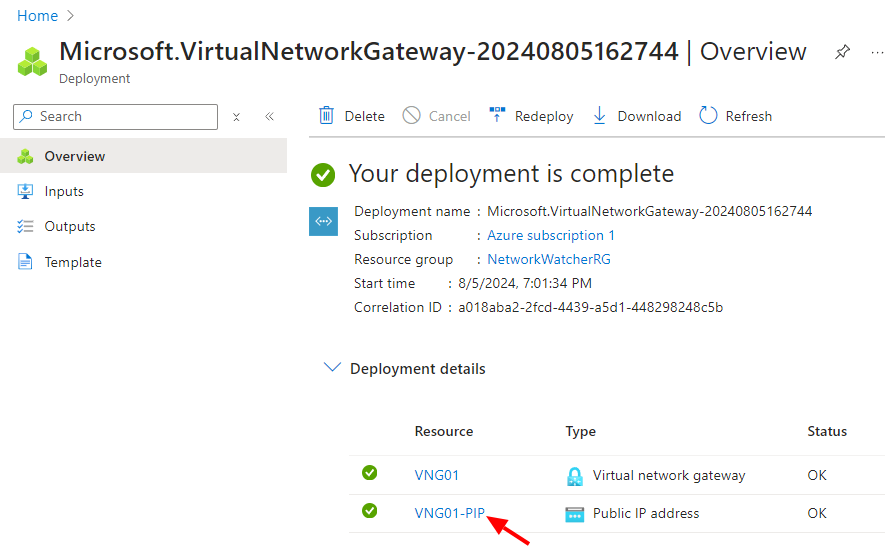 Home
Microsoft.VirtualNetworkGateway-20240805162744 | Overview
Deployment
Search
Delete
Cancel
Redeploy
Download
Refresh
Overview
Inputs
Outputs
Template
Your deployment is complete
Deployment name : Microsoft.VirtualNetworkGateway-20240805162744
Subscription : Azure subscription 1
Resource group : NetworkWatcherRG
Start time : 8/5/2024, 7:01:34 PM
Correlation ID : a018aba2-2fcd-4439-a5d1-448298248c5b
Deployment details
Resource Type Status
VNG01 Virtual network gateway OK
VNG01-PIP Public IP address OK